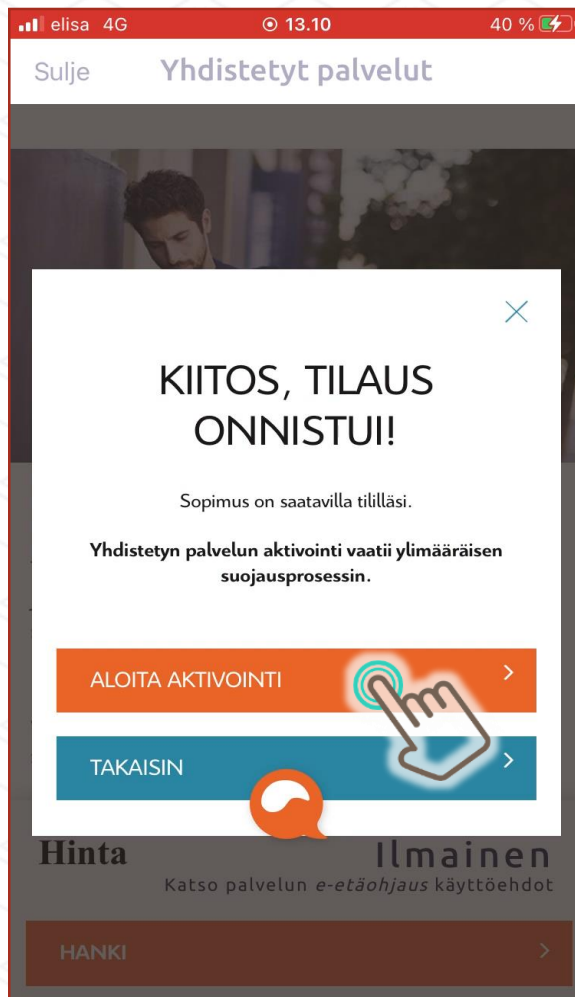 elisa 4G 13.10 40 %
Sulje Yhdistetyt palvelut
KIITOS, TILAUS
ONNISTUI!
Sopimus on saatavilla tililläsi.
Yhdistetyn palvelun aktivointi vaatii ylimääräisen
suojausprosessin.
ALOITA AKTIVOINTI
TAKAISIN
Hinta Ilmainen
Katso palvelun e-etäohjaus käyttöehdot
HANKI